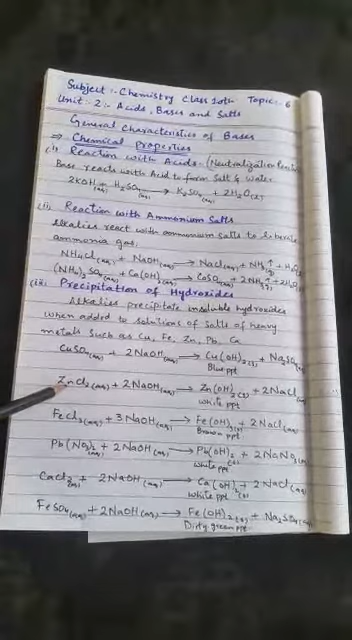 Subject :- Chemistry Class 10th Topic :- 6
Unit : 2 :- Acids, Bases and Salts
General Characteristics of Bases
⇒ Chemical Properties
(i) Reaction with Acids:- (Neutralization
Base reacts with Acid to form Salt & Water
2KOH(aq) + H2SO4(aq) → K2SO4(aq) + 2H2O(l)
(ii) Reaction with Ammonium Salts
Alkalies react with ammonium salts to liberate
ammonia gas.
NH4Cl(aq) + NaOH(aq) → NaCl(aq) + NH3(g)↑ + H2O
(NH4)2SO4(aq) + Ca(OH)2(aq) → CaSO4(aq) + 2NH3(g)↑ + 2H2O
(iii) Precipitation of Hydroxides
Alkalies precipitate insoluble hydroxides
when added to solutions of salts of heavy
metals such as Cu, Fe, Zn, Pb, Ca
CuSO4(aq) + 2NaOH(aq) → Cu(OH)2(s) + Na2SO4(aq)
Blue ppt
ZnCl2(aq) + 2NaOH(aq) → Zn(OH)2(s) + 2NaCl(aq)
white ppt
FeCl3(aq) + 3NaOH(aq) → Fe(OH)3(s) + 2NaCl(aq)
Brown ppt
Pb(NO3)2(aq) + 2NaOH(aq) → Pb(OH)2(s) + 2NaNO3(aq)
white ppt
CaCl2(aq) + 2NaOH(aq) → Ca(OH)2(s) + 2NaCl(aq)
white ppt
FeSO4(aq) + 2NaOH(aq) → Fe(OH)2(s) + Na2SO4(aq)
Dirty green ppt